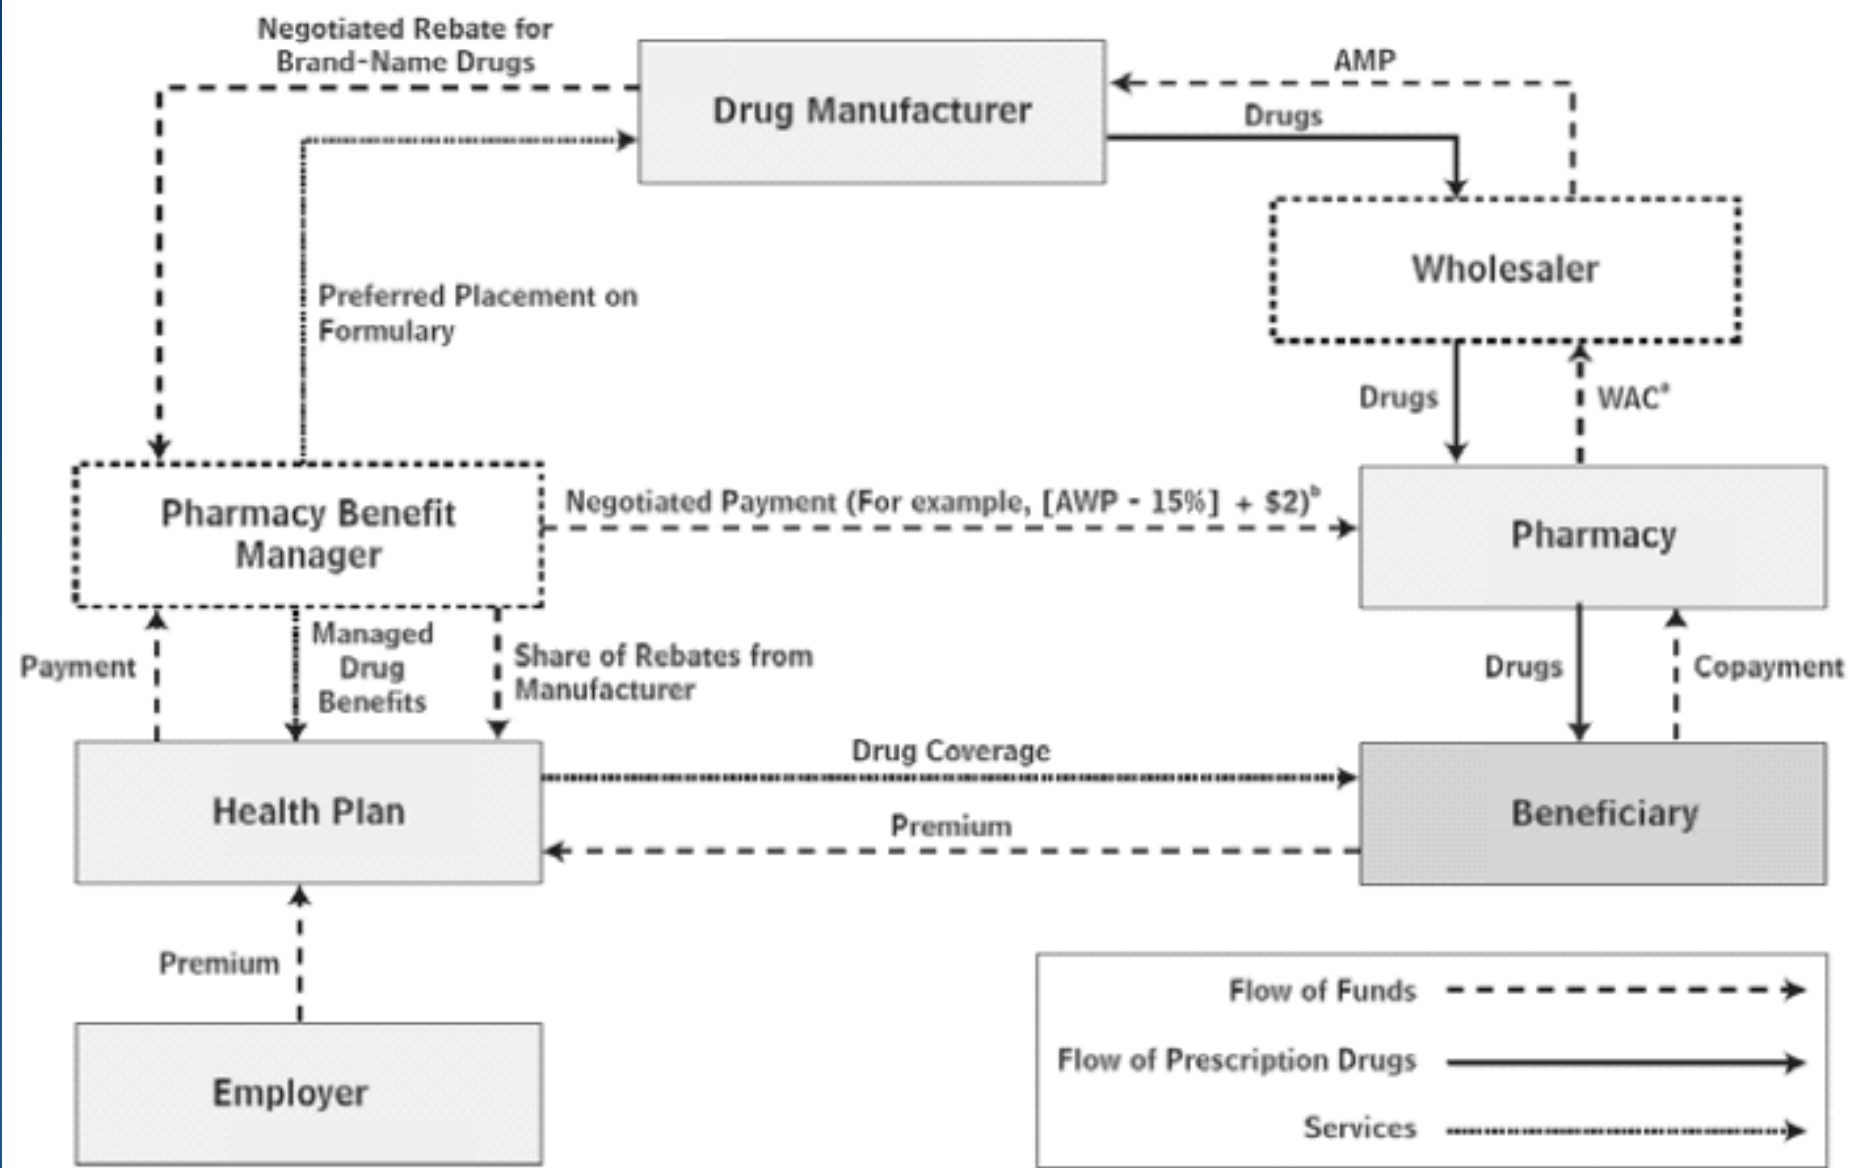 Negotiated Rebate for
Brand-Name Drugs
Drug Manufacturer
AMP
Drugs
Wholesaler
Preferred Placement on
Formulary
Drugs
WACᵃ
Pharmacy Benefit
Manager
Negotiated Payment (For example, [AWP - 15%] + $2)ᵇ
Pharmacy
Payment
Managed
Drug
Benefits
Share of Rebates from
Manufacturer
Drugs
Copayment
Health Plan
Drug Coverage
Premium
Beneficiary
Premium
Employer
Flow of Funds
Flow of Prescription Drugs
Services